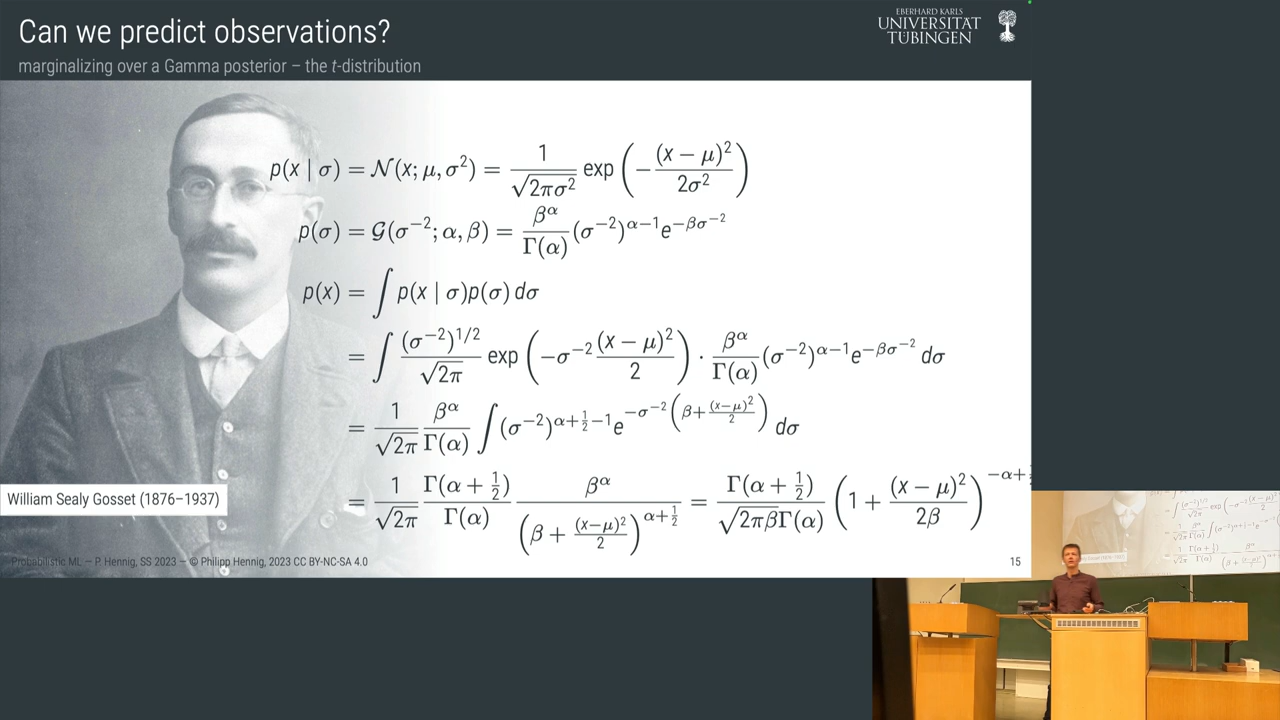 Can we predict observations?
marginalizing over a Gamma posterior – the t-distribution
EBERHARD KARLS
UNIVERSITÄT
TÜBINGEN
p(x | σ) = 𝒩(x; μ, σ²) = 1/√(2πσ²) exp(−(x − μ)²/(2σ²))
p(σ) = 𝒢(σ⁻²; α, β) = β^α/Γ(α) (σ⁻²)^(α−1) e^(−βσ⁻²)
p(x) = ∫ p(x | σ)p(σ) dσ
= ∫ (σ⁻²)^(1/2)/√(2π) exp(−σ⁻² (x − μ)²/2) · β^α/Γ(α) (σ⁻²)^(α−1) e^(−βσ⁻²) dσ
= 1/√(2π) β^α/Γ(α) ∫ (σ⁻²)^(α+1/2−1) e^(−σ⁻²(β+(x−μ)²/2)) dσ
= 1/√(2π) Γ(α + 1/2)/Γ(α) β^α/(β + (x−μ)²/2)^(α+1/2) = Γ(α + 1/2)/(√(2πβ)Γ(α)) (1 + (x − μ)²/(2β))^(−α+
William Sealy Gosset (1876–1937)
Probabilistic ML — P. Hennig, SS 2023 — © Philipp Hennig, 2023 CC BY-NC-SA 4.0
15